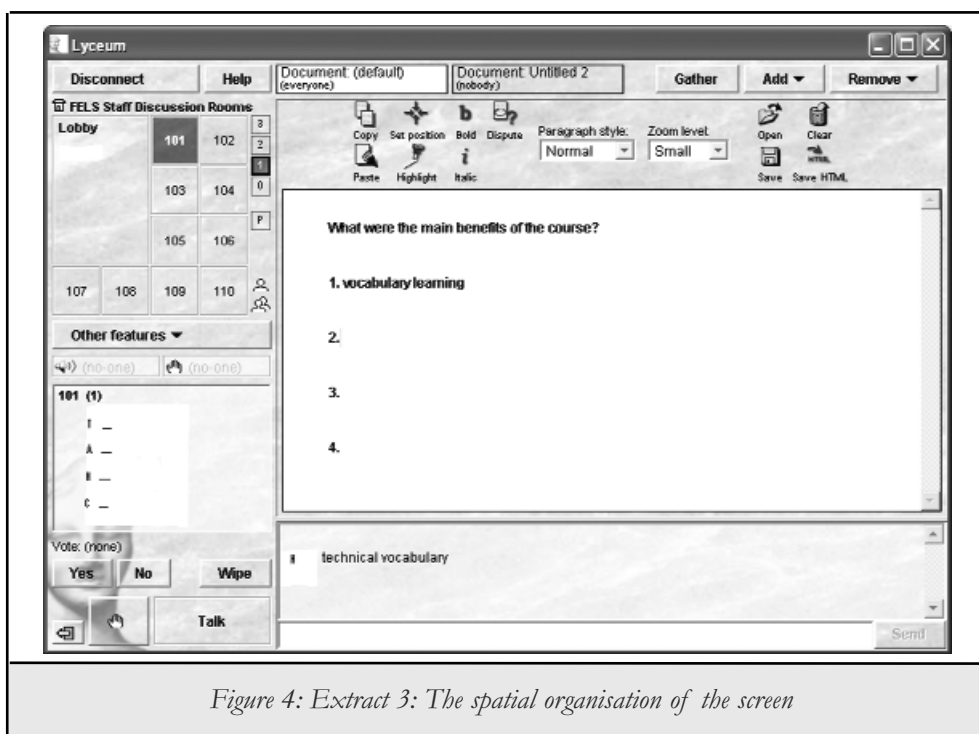 Lyceum
Disconnect Help
Document: (default) Document: Untitled 2 Gather Add Remove
(everyone) (nobody)
FELS Staff Discussion Rooms
Lobby 101 102 3
2
1
103 104 0
P
105 106
107 108 109 110
Other features
(no-one) (no-one)
101 (1)
T
A
C
Vote: (none)
Yes No Wipe
Talk
Copy Set position Bold Dispute Paragraph style: Zoom level: Open Clear
Normal Small
Paste Highlight Italic Save Save HTML
What were the main benefits of the course?
1. vocabulary learning
2.
3.
4.
technical vocabulary
Send
Figure 4: Extract 3: The spatial organisation of the screen